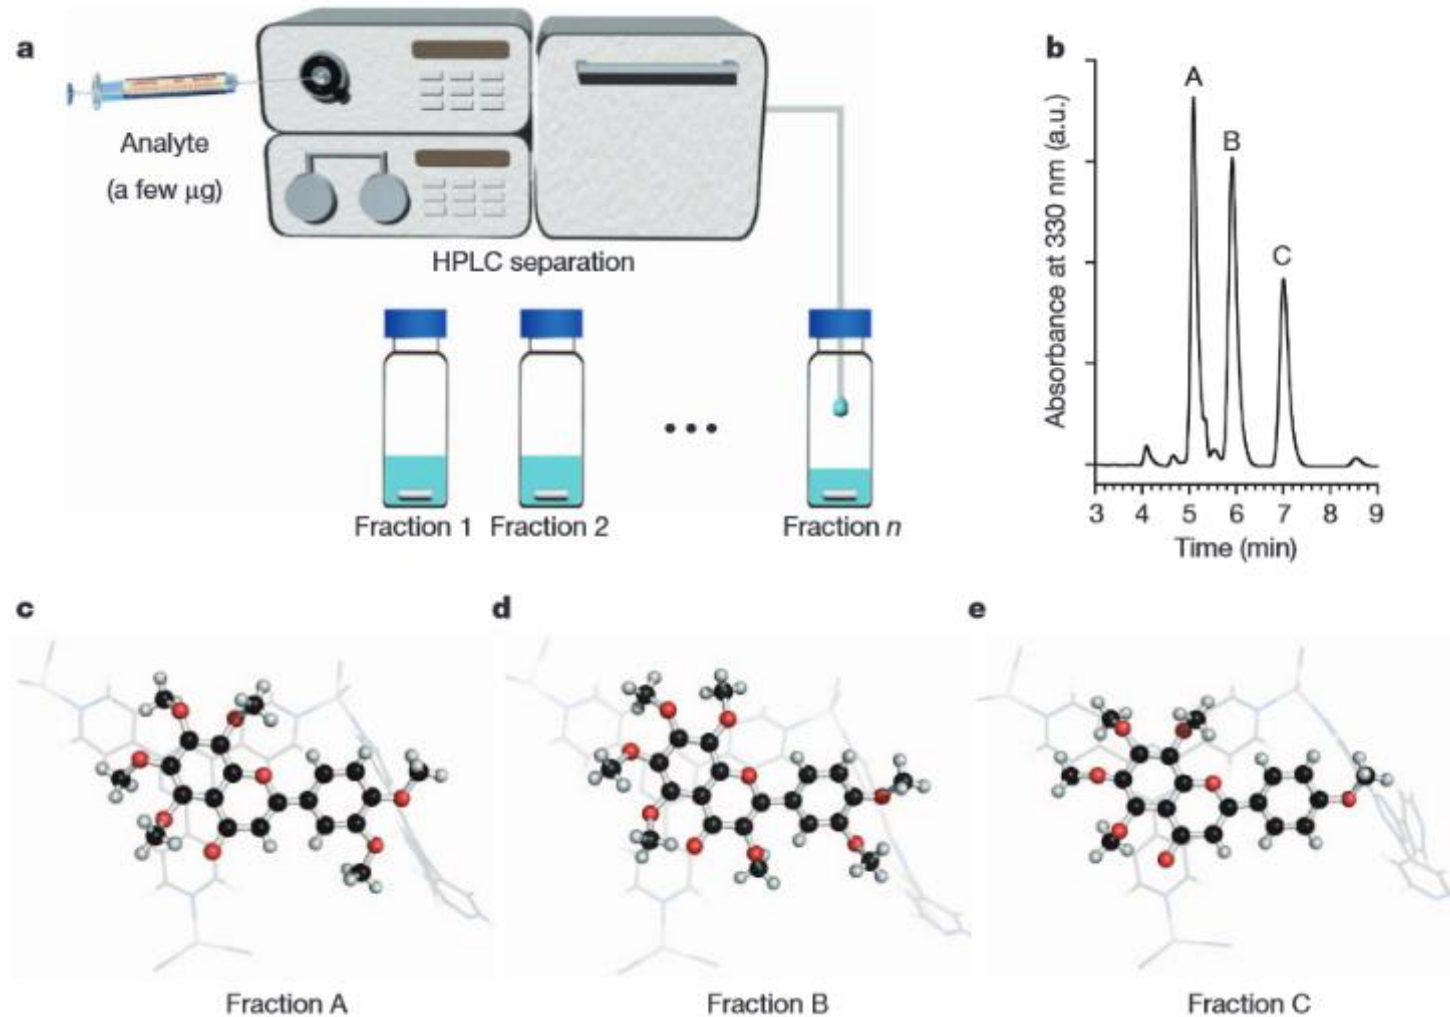 a
Analyte
(a few μg)
HPLC separation
Fraction 1
Fraction 2
Fraction n
b
Absorbance at 330 nm (a.u.)
A
B
C
3 4 5 6 7 8 9
Time (min)
c
d
e
Fraction A
Fraction B
Fraction C